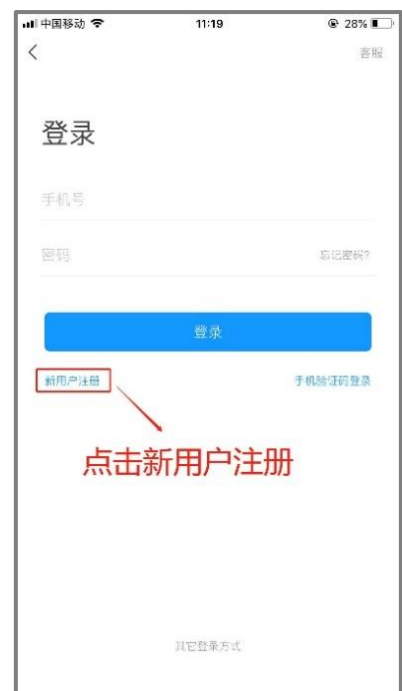 中国移动 11:19 28%
客服
登录
手机号
密码 忘记密码?
登录
新用户注册 手机验证码登录
点击新用户注册
其它登录方式